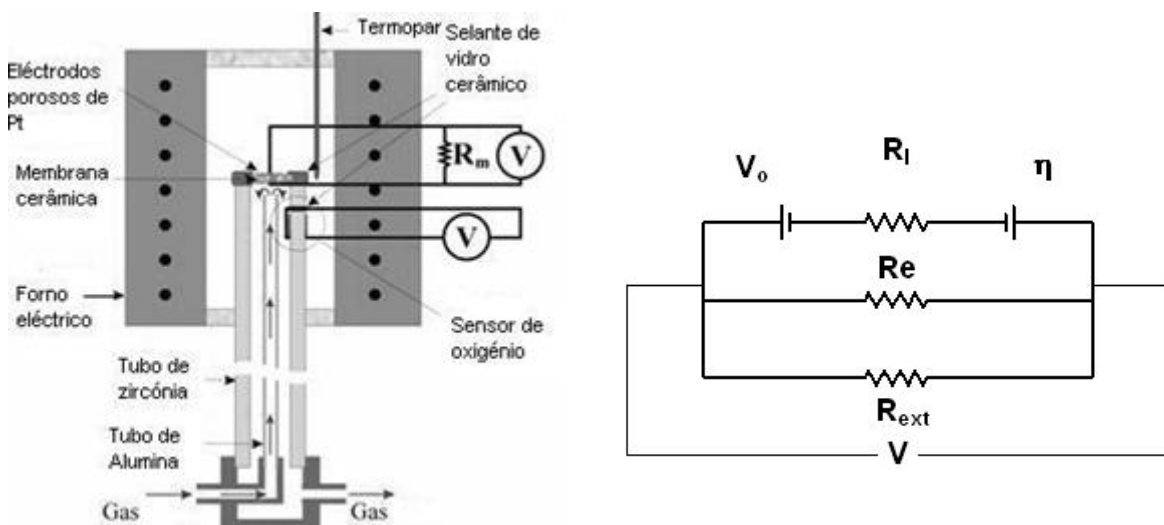 Termopar
Selante de
vidro
cerâmico
Eléctrodos
porosos de
Pt
Rm
V
Membrana
cerâmica
V
Forno
eléctrico
Sensor de
oxigénio
Tubo de
zircónia
Tubo de
Alumina
Gas
Gas
Vo
RI
η
Re
Rext
V